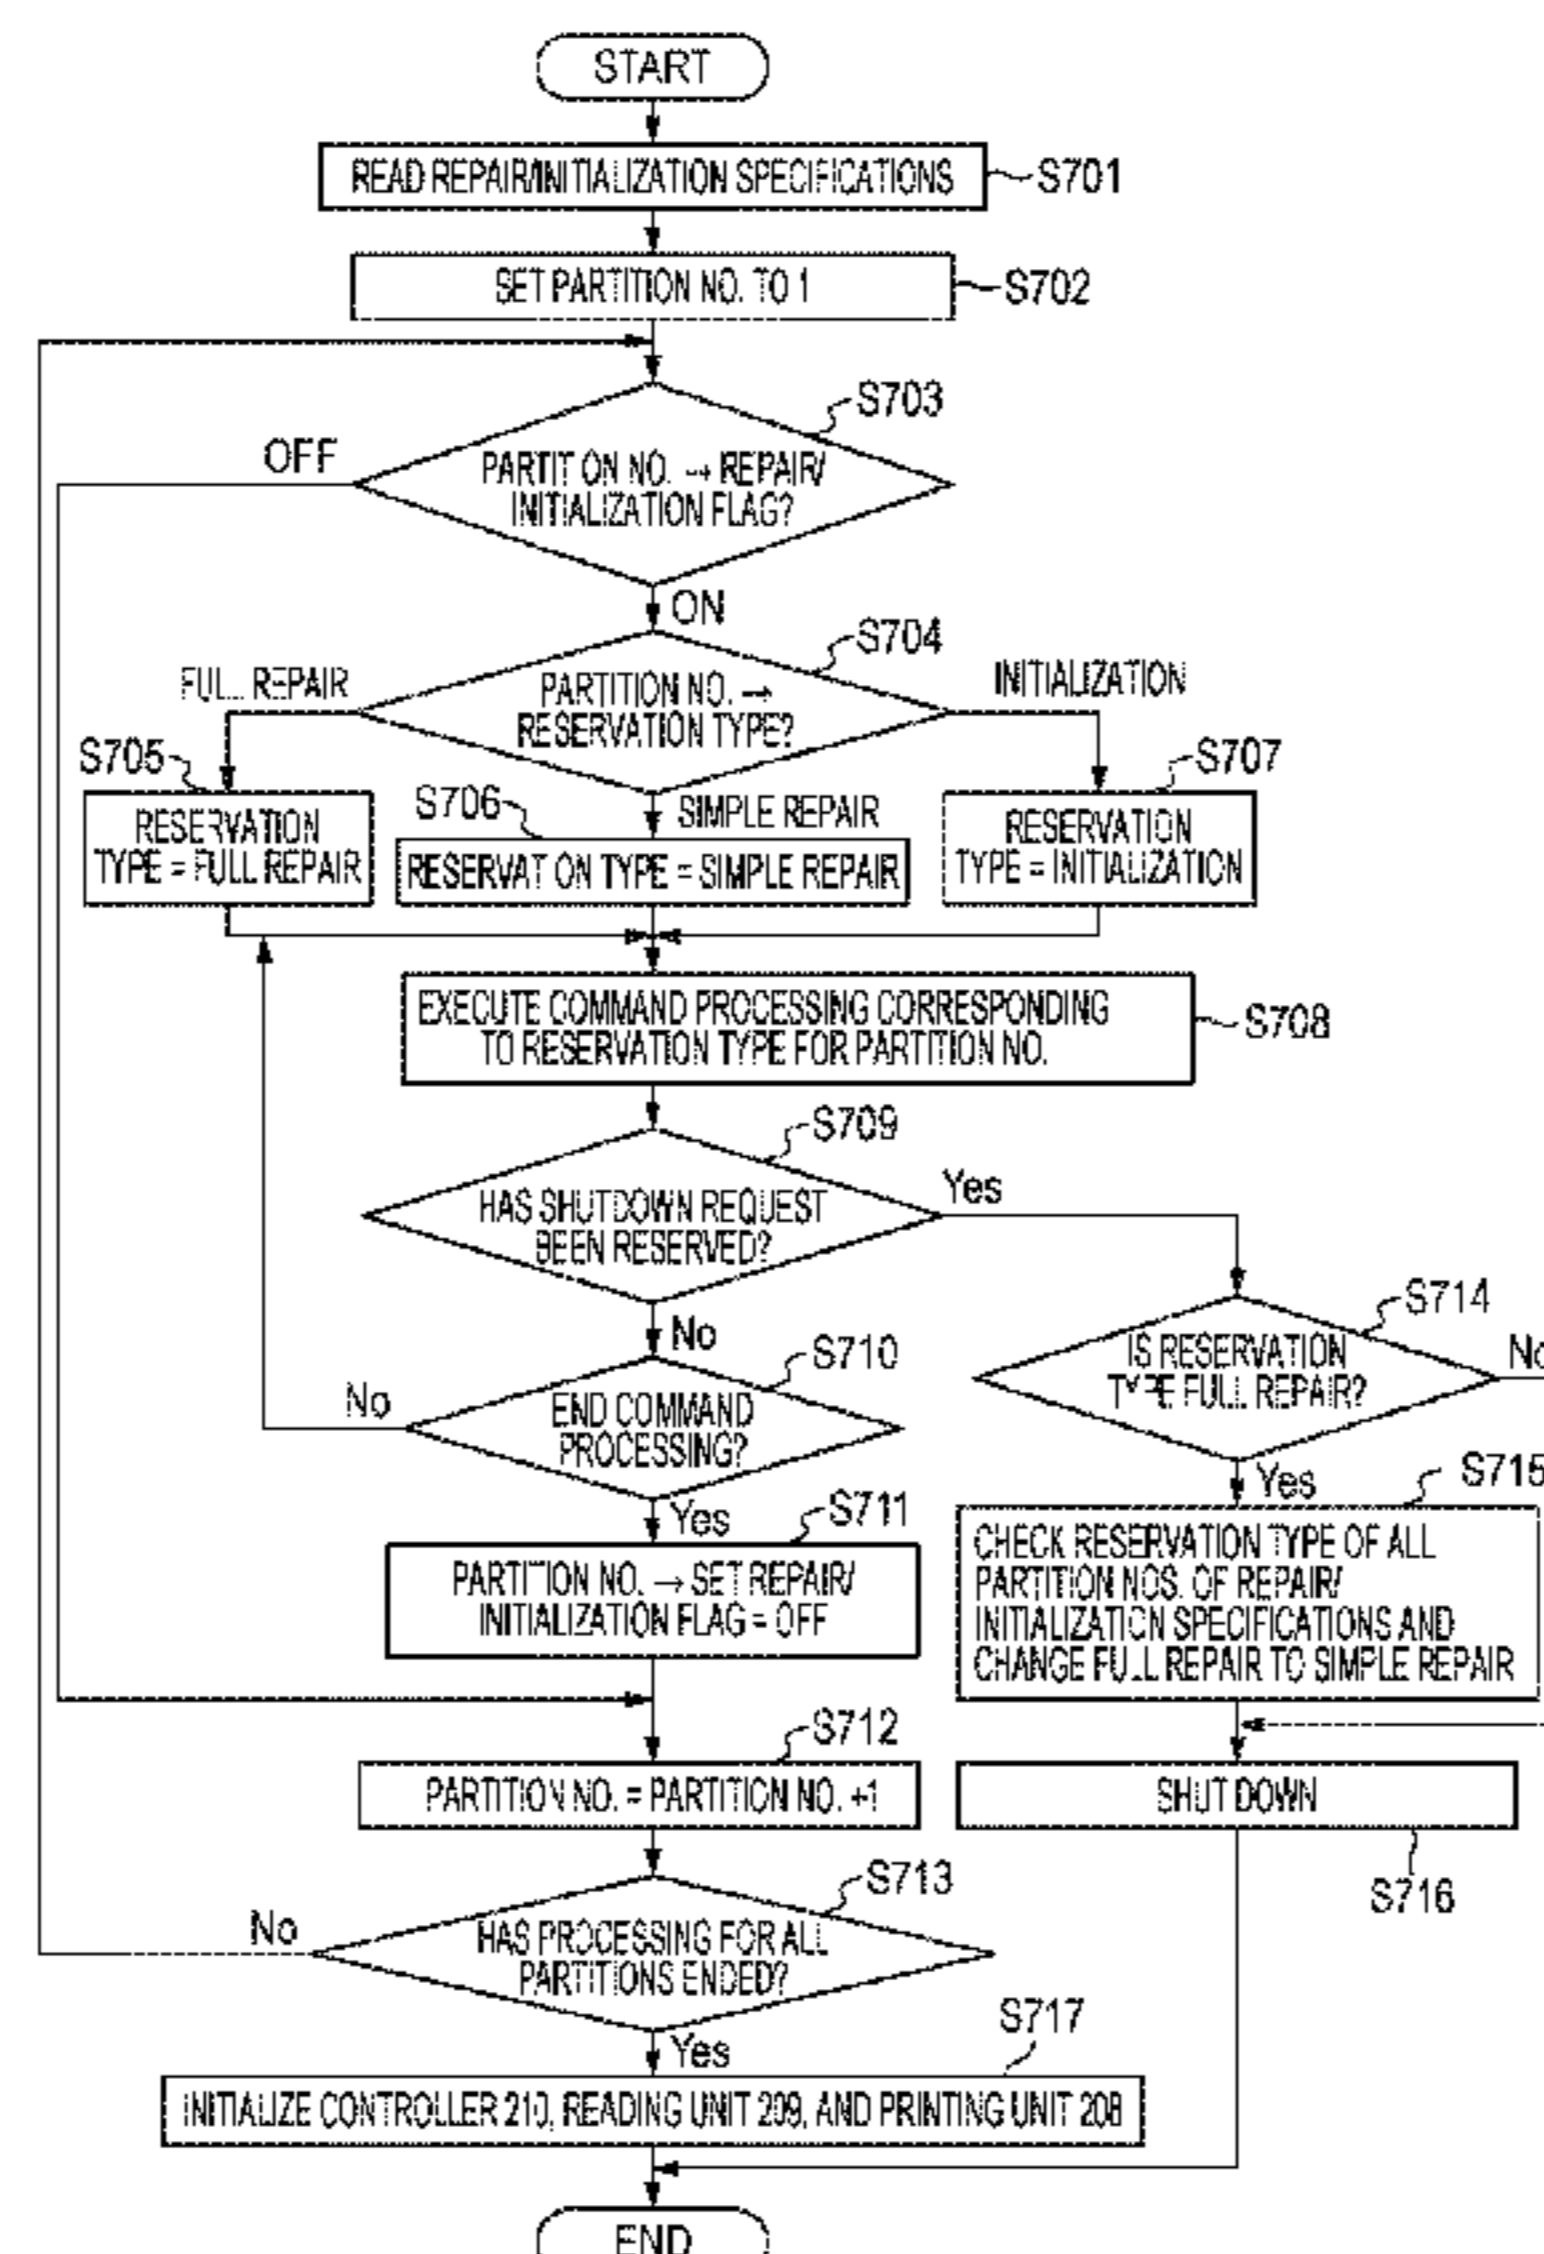 START
READ REPAIR/INITIALIZATION SPECIFICATIONS
S701
SET PARTITION NO. TO 1
S702
S703
OFF
PARTIT ON NO. → REPAIR/
INITIALIZATION FLAG?
ON
S704
FULL REPAIR
PARTITION NO. →
RESERVATION TYPE?
INITIALIZATION
S705
RESERVATION
TYPE = FULL REPAIR
S706
SIMPLE REPAIR
RESERVAT ON TYPE = SIMPLE REPAIR
S707
RESERVATION
TYPE = INITIALIZATION
EXECUTE COMMAND PROCESSING CORRESPONDING
TO RESERVATION TYPE FOR PARTITION NO.
S708
S709
HAS SHUTDOWN REQUEST
BEEN RESERVED?
Yes
No
S714
IS RESERVATION
TYPE FULL REPAIR?
No
S710
No
END COMMAND
PROCESSING?
Yes
Yes
S715
CHECK RESERVATION TYPE OF ALL
PARTITION NOS. OF REPAIR/
INITIALIZATION SPECIFICATIONS AND
CHANGE FULL REPAIR TO SIMPLE REPAIR
S711
PARTITION NO. → SET REPAIR/
INITIALIZATION FLAG = OFF
S712
PARTITION NO. = PARTITION NO. +1
SHUT DOWN
S716
S713
No
HAS PROCESSING FOR ALL
PARTITIONS ENDED?
Yes
S717
INITIALIZE CONTROLLER 210, READING UNIT 209, AND PRINTING UNIT 208
END